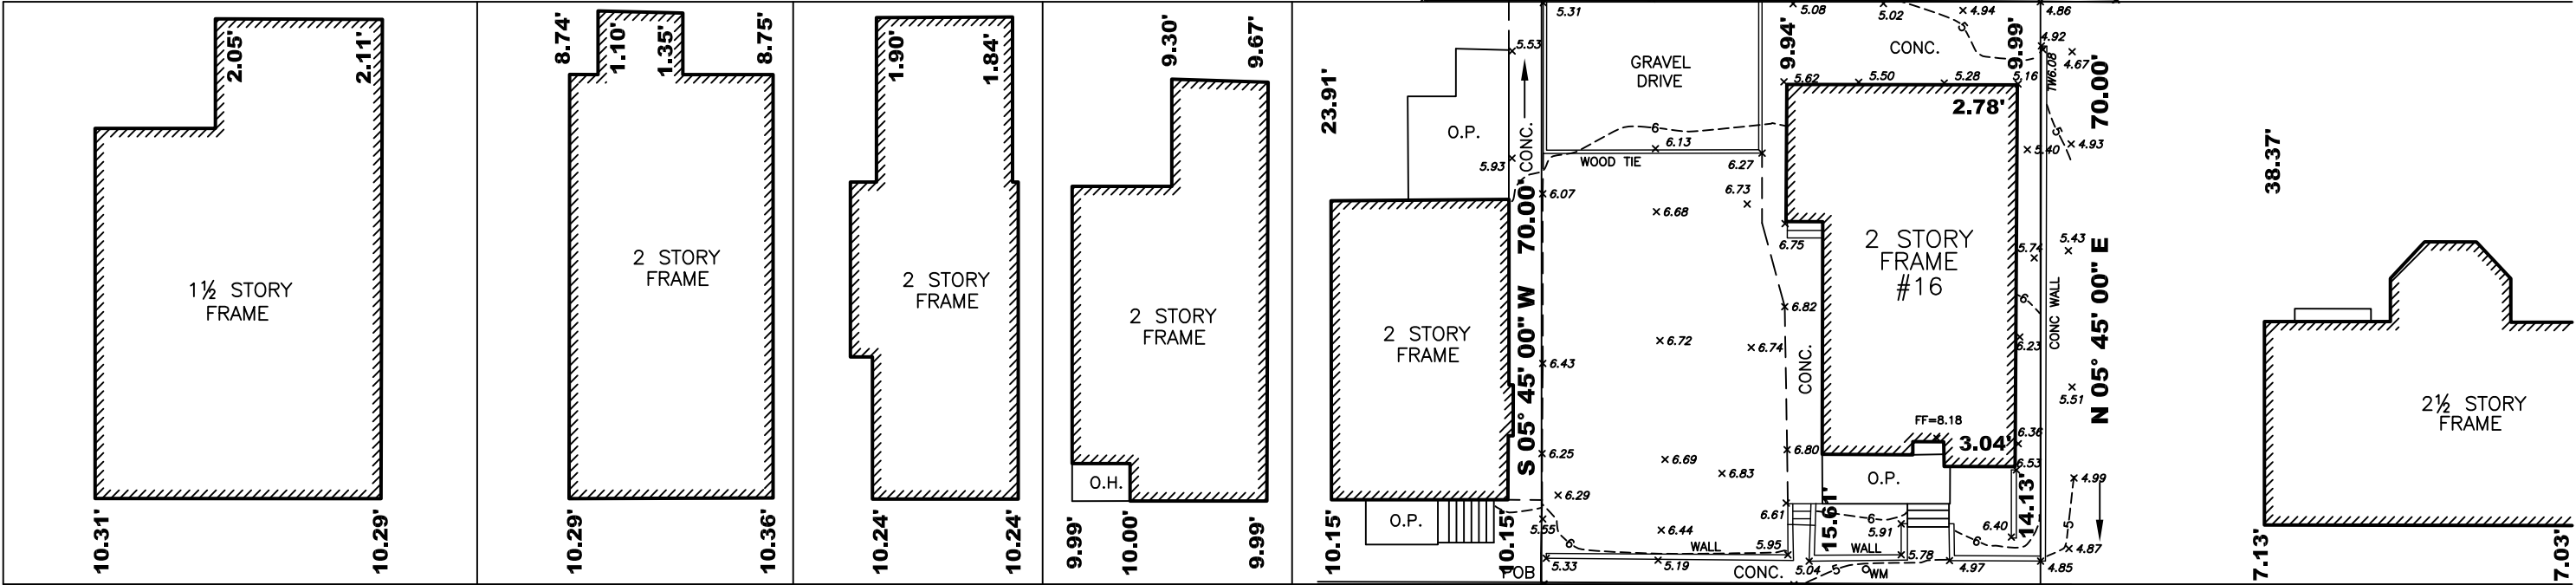 2.05'
2.11'
1½ STORY
FRAME
10.31'
10.29'
8.74'
1.10'
1.35'
8.75'
2 STORY
FRAME
10.29'
10.36'
1.90'
1.84'
2 STORY
FRAME
10.24'
10.24'
9.30'
9.67'
2 STORY
FRAME
O.H.
9.99'
10.00'
9.99'
23.91'
5.53
O.P.
5.93
CONC.
2 STORY
FRAME
O.P.
10.15'
10.15'
S 05° 45' 00" W 70.00'
5.31
GRAVEL
DRIVE
6
6.13
WOOD TIE
6.27
6.07
6.73
6.68
6.75
6.82
6.72
6.74
6.43
CONC.
6.25
6.69
6.83
6.80
6.29
6.61
5.55
6.44
6
WALL
5.95
5.33
5.19
POB
CONC.
5.08
5.02
4.94
4.86
5
9.94'
CONC.
9.99'
4.92
4.67
5.62
5.50
5.28
5.16
TW6.08
2.78'
5
4.93
5.40
70.00'
2 STORY
FRAME
#16
5.74
5.43
6
CONC WALL
6.23
5.51
N 05° 45' 00" E
FF=8.18
3.04'
6.36
6.53
O.P.
15.61'
14.13'
4.99
6
5.91
6.40
6
5
WALL
5.78
4.87
5.04
5
WM
4.97
4.85
38.37'
2½ STORY
FRAME
7.13'
7.03'